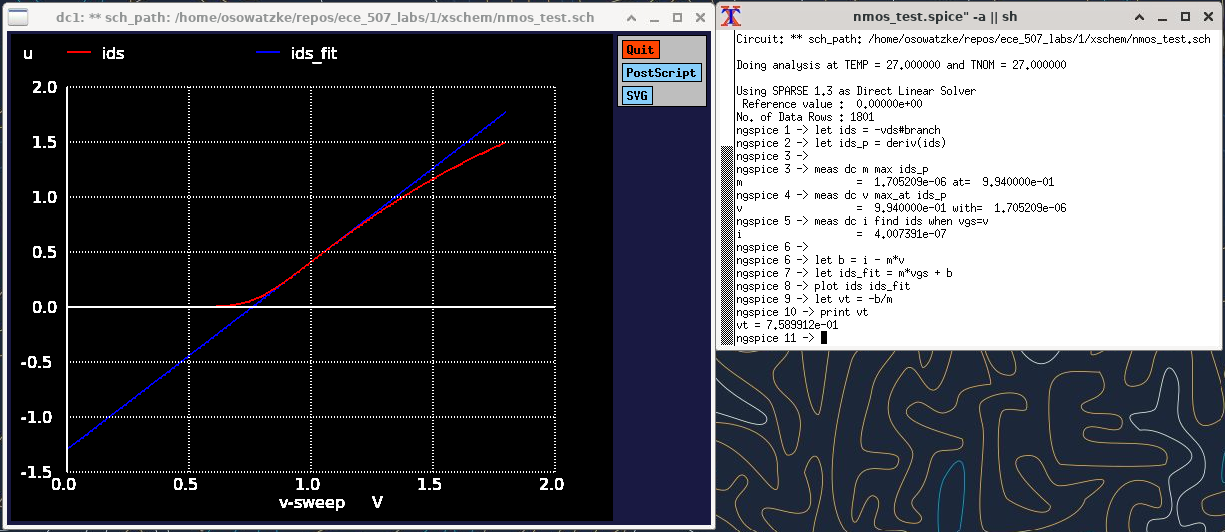 dc1: ** sch_path: /home/osowatzke/repos/ece_507_labs/1/xschem/nmos_test.sch
u ids ids_fit
2.0
1.5
1.0
0.5
0.0
-0.5
-1.0
-1.5
0.0 0.5 1.0 1.5 2.0
v-sweep V
Quit
PostScript
SVG
nmos_test.spice" -a || sh
Circuit: ** sch_path: /home/osowatzke/repos/ece_507_labs/1/xschem/nmos_test.sch
Doing analysis at TEMP = 27.000000 and TNOM = 27.000000
Using SPARSE 1.3 as Direct Linear Solver
Reference value : 0.00000e+00
No. of Data Rows : 1801
ngspice 1 -> let ids = -vds#branch
ngspice 2 -> let ids_p = deriv(ids)
ngspice 3 ->
ngspice 3 -> meas dc m max ids_p
m = 1.705209e-06 at= 9.940000e-01
ngspice 4 -> meas dc v max_at ids_p
v = 9.940000e-01 with= 1.705209e-06
ngspice 5 -> meas dc i find ids when vgs=v
i = 4.007391e-07
ngspice 6 ->
ngspice 6 -> let b = i - m*v
ngspice 7 -> let ids_fit = m*vgs + b
ngspice 8 -> plot ids ids_fit
ngspice 9 -> let vt = -b/m
ngspice 10 -> print vt
vt = 7.589912e-01
ngspice 11 ->